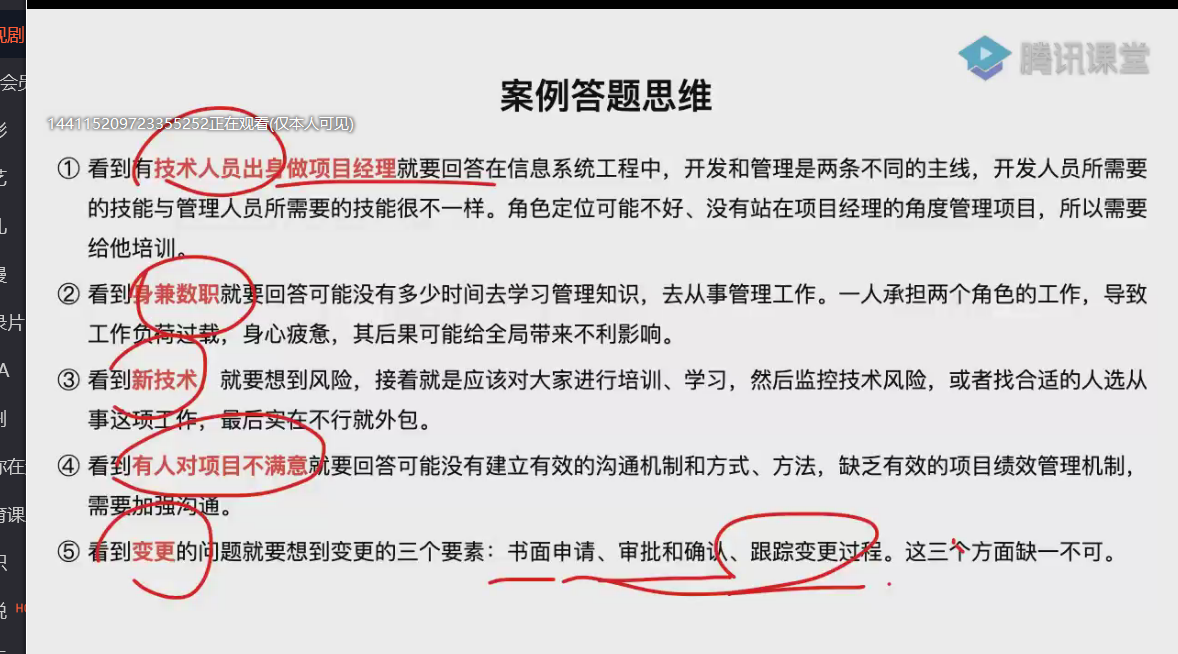 视剧
会员
腾讯课堂
案例答题思维
144115209723355252正在观看(仅本人可见)
① 看到有技术人员出身做项目经理就要回答在信息系统工程中，开发和管理是两条不同的主线，开发人员所需要
的技能与管理人员所需要的技能很不一样。角色定位可能不好、没有站在项目经理的角度管理项目，所以需要
给他培训。
② 看到身兼数职就要回答可能没有多少时间去学习管理知识，去从事管理工作。一人承担两个角色的工作，导致
工作负荷过载，身心疲惫，其后果可能给全局带来不利影响。
③ 看到新技术，就要想到风险，接着就是应该对大家进行培训、学习，然后监控技术风险，或者找合适的人选从
事这项工作，最后实在不行就外包。
④ 看到有人对项目不满意就要回答可能没有建立有效的沟通机制和方式、方法，缺乏有效的项目绩效管理机制，
需要加强沟通。
⑤ 看到变更的问题就要想到变更的三个要素：书面申请、审批和确认、跟踪变更过程。这三个方面缺一不可。